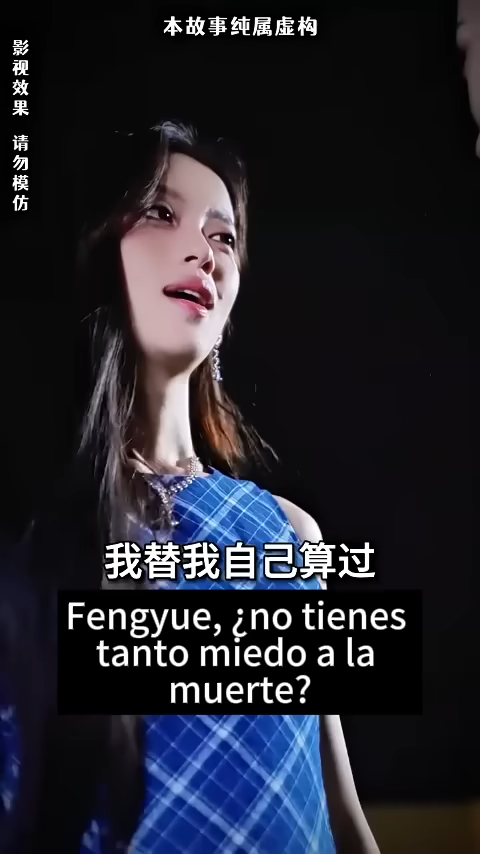 本故事纯属虚构
影视效果 请勿模仿
我替我自己算过
Fengyue, ¿no tienes
tanto miedo a la
muerte?